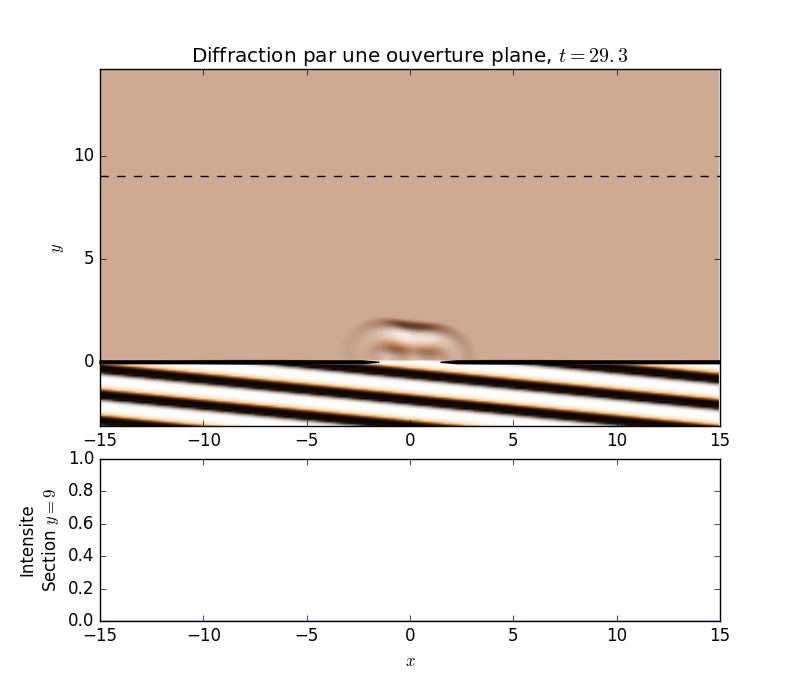 Diffraction par une ouverture plane, t = 29.3
10
5
0
y
−15 −10 −5 0 5 10 15
1.0
0.8
0.6
0.4
0.2
0.0
Intensite
Section y = 9
−15 −10 −5 0 5 10 15
x